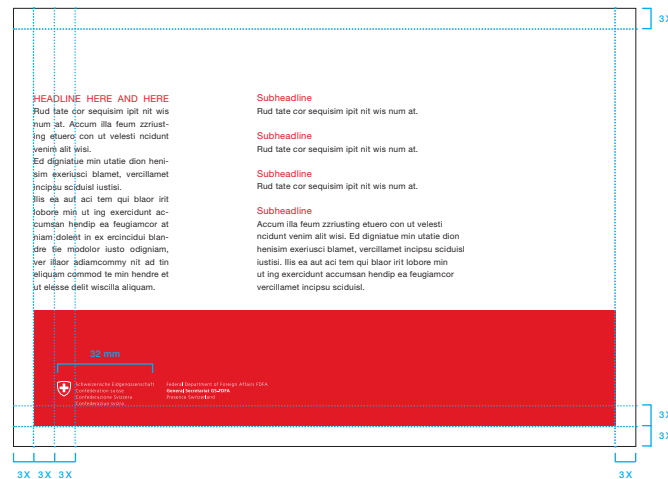 3X
HEADLINE HERE AND HERE
Rud tate cor sequisim ipit nit wis
num at. Accum illa feum zzriust-
ing etuero con ut velesti ncidunt
venim alit wisi.
Ed digniatue min utatie dion heni-
sim exeriusci blamet, vercillamet
incipsu sciduisl iustisi.
Ilis ea aut aci tem qui blaor irit
lobore min ut ing exercidunt ac-
cumsan hendip ea feugiamcor at
niam dolent in ex ercincidui blan-
dre tie modolor iusto odigniam,
ver illaor adiamcommy nit ad tin
eliquam commod te min hendre et
ut elesse delit wiscilla aliquam.
Subheadline
Rud tate cor sequisim ipit nit wis num at.
Subheadline
Rud tate cor sequisim ipit nit wis num at.
Subheadline
Rud tate cor sequisim ipit nit wis num at.
Subheadline
Accum illa feum zzriusting etuero con ut velesti
ncidunt venim alit wisi. Ed digniatue min utatie dion
henisim exeriusci blamet, vercillamet incipsu sciduisl
iustisi. Ilis ea aut aci tem qui blaor irit lobore min
ut ing exercidunt accumsan hendip ea feugiamcor
vercillamet incipsu sciduisl.
32 mm
Schweizerische Eidgenossenschaft
Confédération suisse
Confederazione Svizzera
Confederaziun svizra
Federal Department of Foreign Affairs FDFA
General Secretariat GS-FDFA
Presence Switzerland
3X
3X
3X 3X 3X
3X